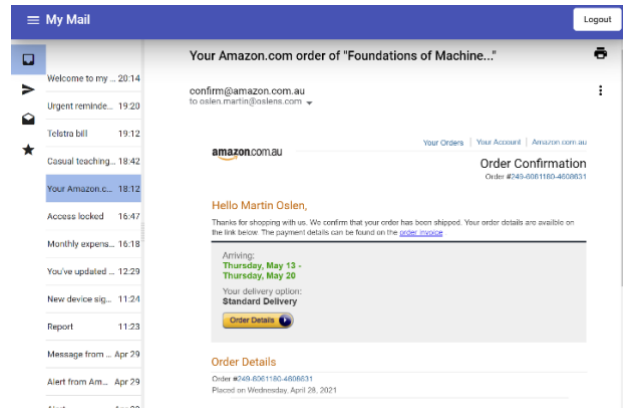 My Mail
Logout
Welcome to my ... 20:14
Urgent reminde... 19:20
Telstra bill 19:12
Casual teaching... 18:42
Your Amazon.c... 18:12
Access locked 16:47
Monthly expens... 16:18
You've updated ... 12:29
New device sig... 11:24
Report 11:23
Message from ... Apr 29
Alert from Am... Apr 29
Your Amazon.com order of "Foundations of Machine..."
confirm@amazon.com.au
to oslen.martin@oslens.com
Your Orders | Your Account | Amazon.com.au
amazon.com.au
Order Confirmation
Order #249-6061180-4608631
Hello Martin Oslen,
Thanks for shopping with us. We confirm that your order has been shipped. Your order details are avaible on
the link below. The payment details can be found on the order invoice
Arriving:
Thursday, May 13 -
Thursday, May 20
Your delivery option:
Standard Delivery
Order Details
Order Details
Order #249-6061180-4608631
Placed on Wednesday, April 28, 2021